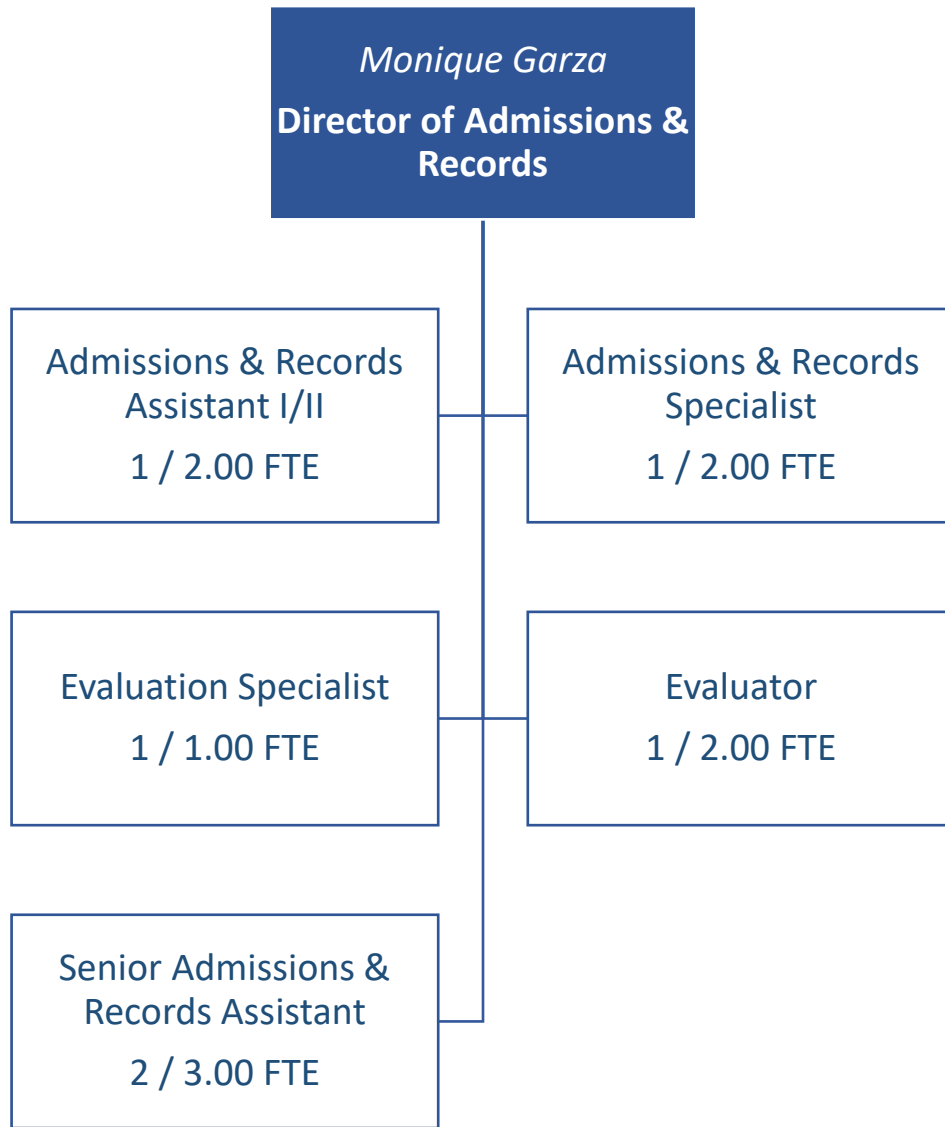 Monique Garza
Director of Admissions &
Records
Admissions & Records
Assistant I/II
1 / 2.00 FTE
Admissions & Records
Specialist
1 / 2.00 FTE
Evaluation Specialist
1 / 1.00 FTE
Evaluator
1 / 2.00 FTE
Senior Admissions &
Records Assistant
2 / 3.00 FTE